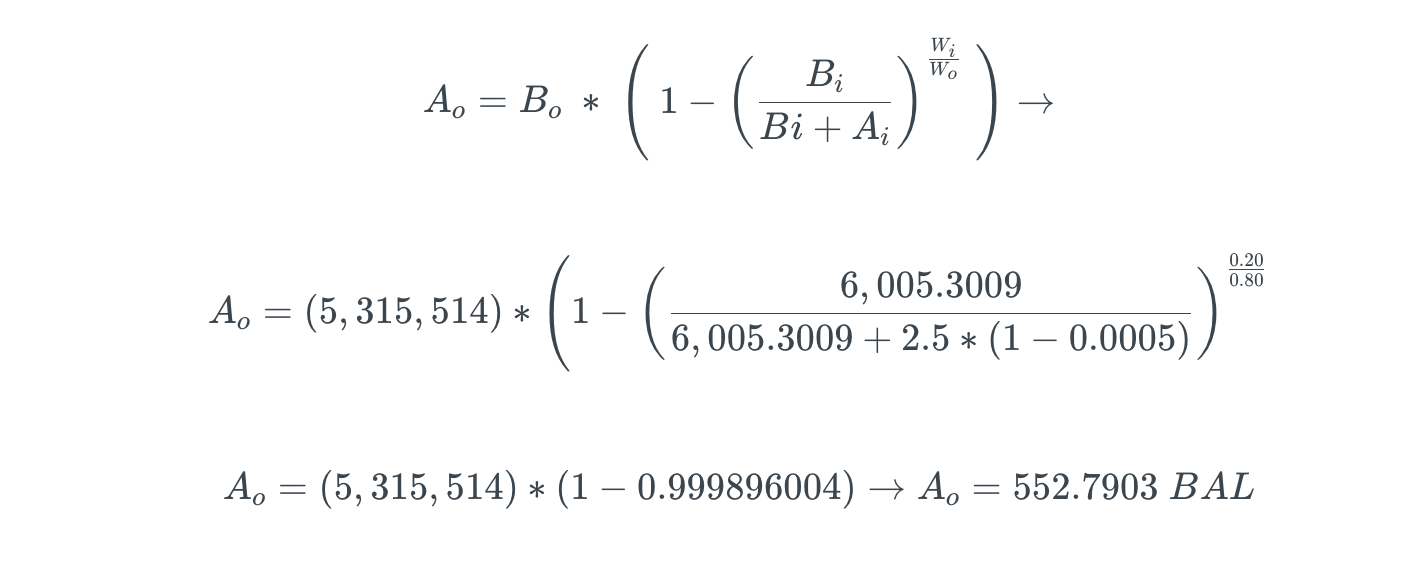 A_o = B_o * ( 1 − ( B_i / Bi + A_i )^{W_i / W_o} ) →
A_o = (5,315,514) * ( 1 − ( 6,005.3009 / 6,005.3009 + 2.5 * (1 − 0.0005) )^{0.20 / 0.80}
A_o = (5,315,514) * (1 − 0.999896004) → A_o = 552.7903 BAL